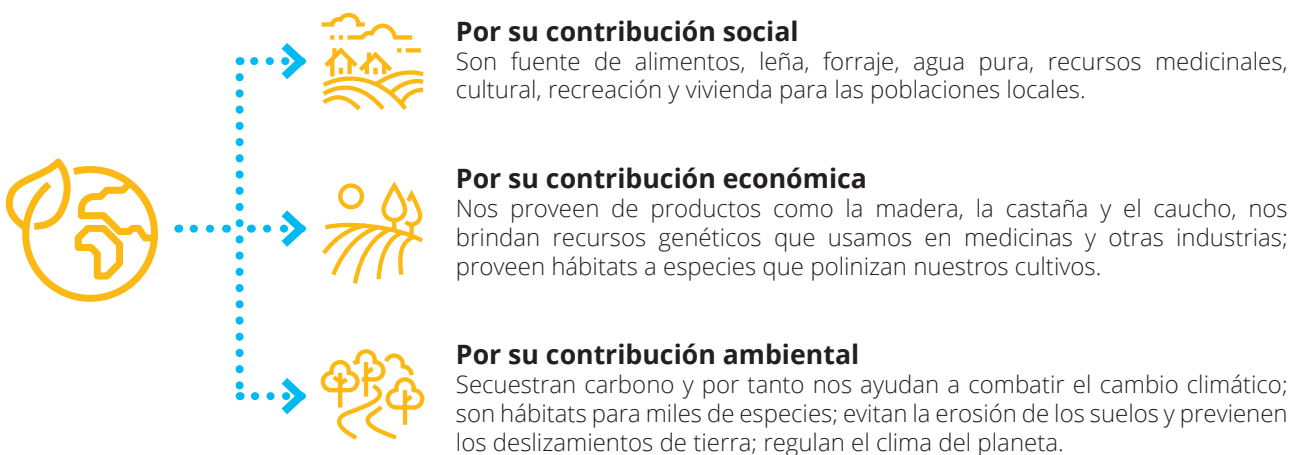 Por su contribución social
Son fuente de alimentos, leña, forraje, agua pura, recursos medicinales,
cultural, recreación y vivienda para las poblaciones locales.
Por su contribución económica
Nos proveen de productos como la madera, la castaña y el caucho, nos
brindan recursos genéticos que usamos en medicinas y otras industrias;
proveen hábitats a especies que polinizan nuestros cultivos.
Por su contribución ambiental
Secuestran carbono y por tanto nos ayudan a combatir el cambio climático;
son hábitats para miles de especies; evitan la erosión de los suelos y previenen
los deslizamientos de tierra; regulan el clima del planeta.